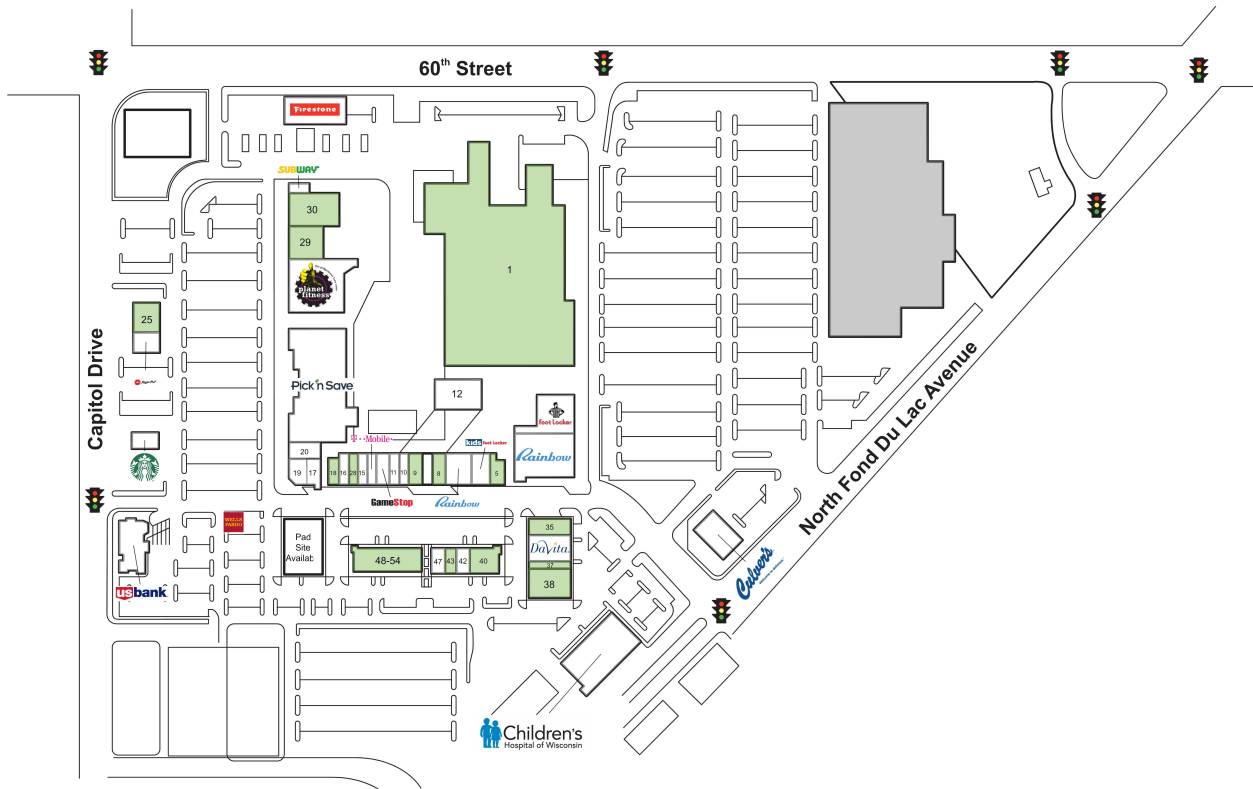 60th Street
Firestone
SUBWAY
30
29
1
planet
fitness
25
Capitol Drive
Pick 'n Save
12
Foot Locker
T-Mobile
kids foot locker
20
19 17
18 16 28 15 11 10 9 8 5
Rainbow
GameStop
Rainbow
North Fond Du Lac Avenue
WELLS
FARGO
Pad
Site
Availab
35
DaVita
37
38
48-54
47 43 42 40
Culver's
usbank
Children's
Hospital of Wisconsin